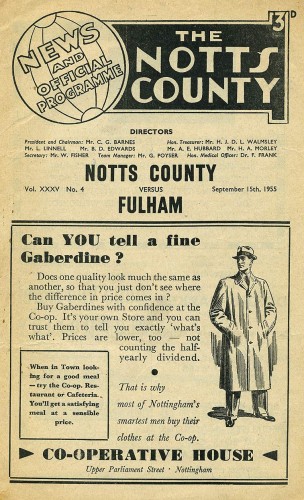 3D
NEWS
AND
OFFICIAL
PROGRAMME
THE
NOTTS
COUNTY
DIRECTORS
President and Chairman: Mr. C. G. BARNES Hon. Treasurer: Mr. H. J. D. L. WALMSLEY
Mr. L. LINNELL Mr. B. D. EDWARDS Mr. A. E. HUBBARD Mr. H. A. MORLEY
Secretary: Mr. W. FISHER Team Manager: Mr. G. POYSER Hon. Medical Officer: Dr. F. FRANK
NOTTS COUNTY
Vol. XXXV No. 4 VERSUS September 15th, 1955
FULHAM
Can YOU tell a fine
Gaberdine ?
Does one quality look much the same as
another, so that you just don't see where
the difference in price comes in ?
Buy Gaberdines with confidence at the
Co-op. It's your own Store and you can
trust them to tell you exactly 'what's
what'. Prices are lower, too — not
counting the half-
yearly dividend.
When in Town look-
ing for a good meal
—try the Co-op. Res-
taurant or Cafeteria.
You'll get a satisfying
meal at a sensible
price.
That is why
most of Nottingham's
smartest men buy their
clothes at the Co-op.
CO-OPERATIVE HOUSE
Upper Parliament Street · Nottingham